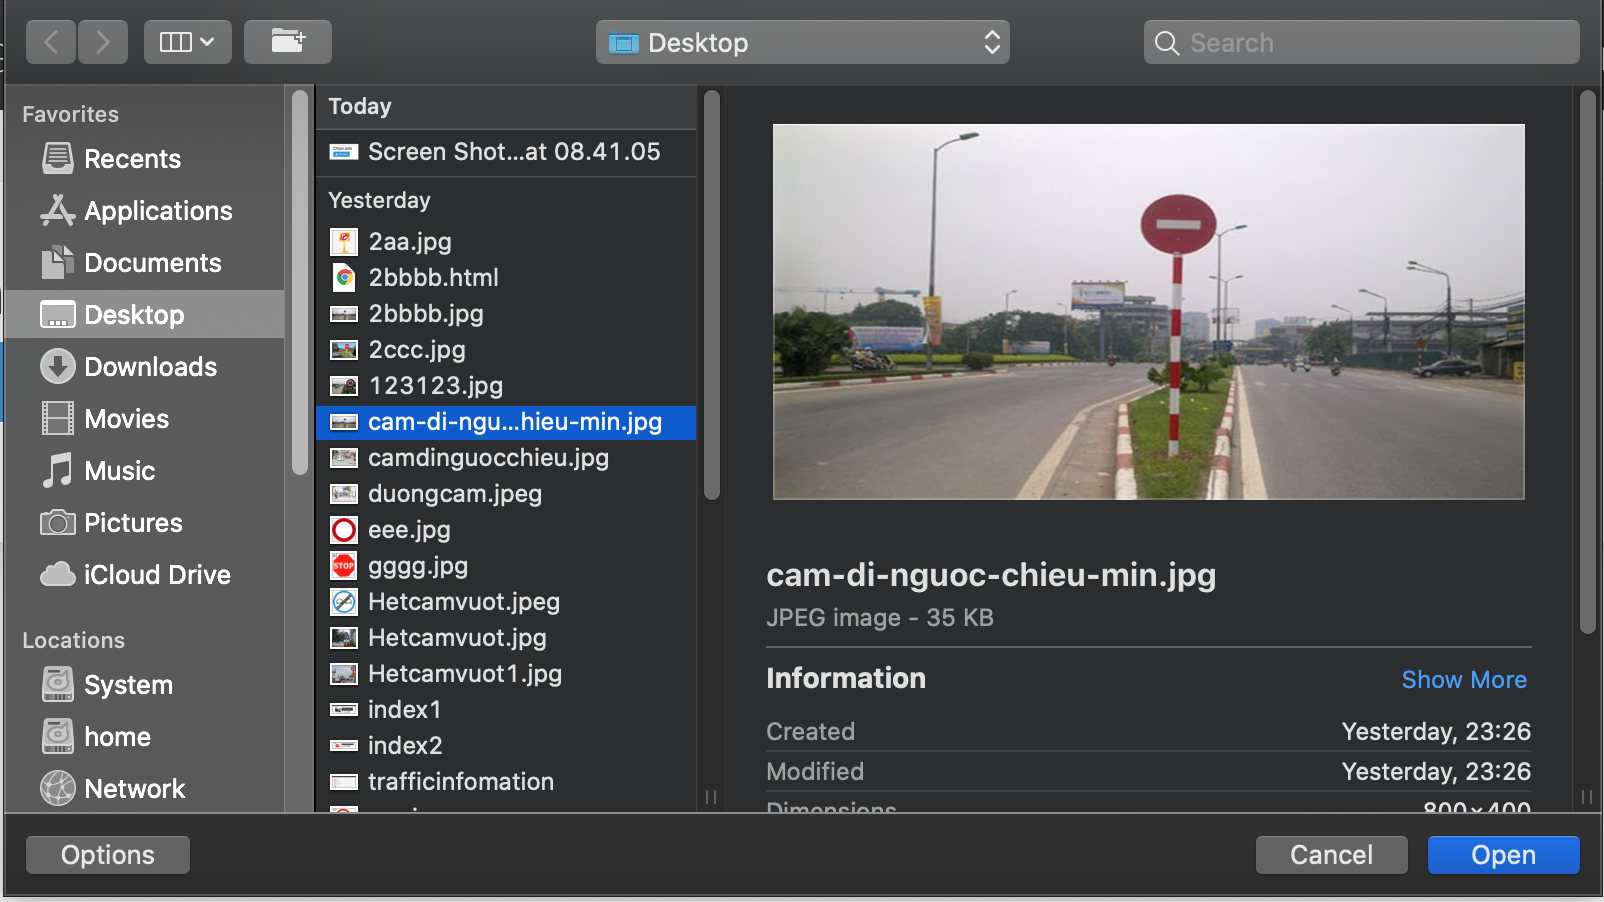 Desktop
Search
Favorites
Recents
Applications
Documents
Desktop
Downloads
Movies
Music
Pictures
iCloud Drive
Locations
System
home
Network
Today
Screen Shot...at 08.41.05
Yesterday
2aa.jpg
2bbbb.html
2bbbb.jpg
2ccc.jpg
123123.jpg
cam-di-ngu...hieu-min.jpg
camdinguocchieu.jpg
duongcam.jpeg
eee.jpg
gggg.jpg
Hetcamvuot.jpeg
Hetcamvuot.jpg
Hetcamvuot1.jpg
index1
index2
trafficinfomation
cam-di-nguoc-chieu-min.jpg
JPEG image - 35 KB
Information Show More
Created Yesterday, 23:26
Modified Yesterday, 23:26
Dimensions 800×400
Options
Cancel
Open